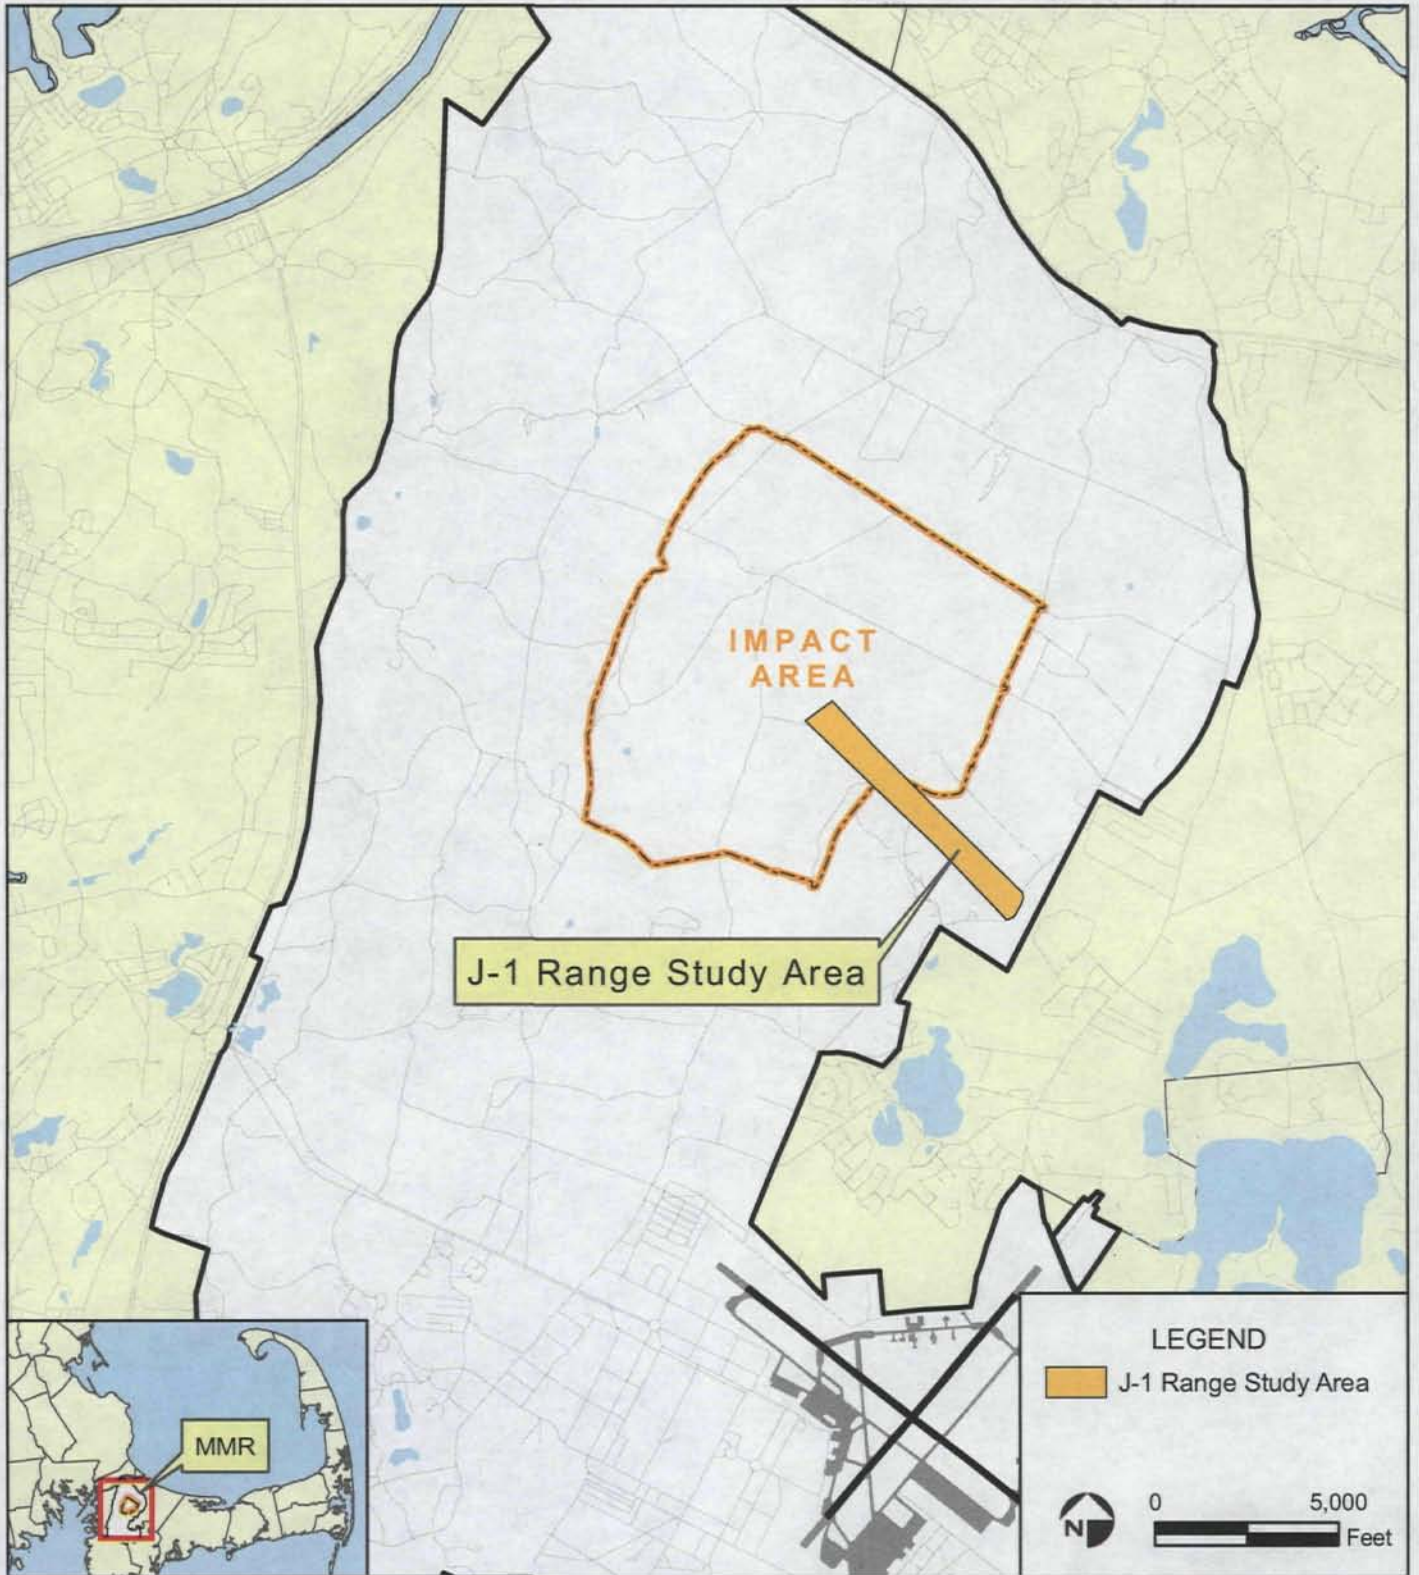 IMPACT
AREA
J-1 Range Study Area
MMR
LEGEND
J-1 Range Study Area
N
0 5,000
Feet